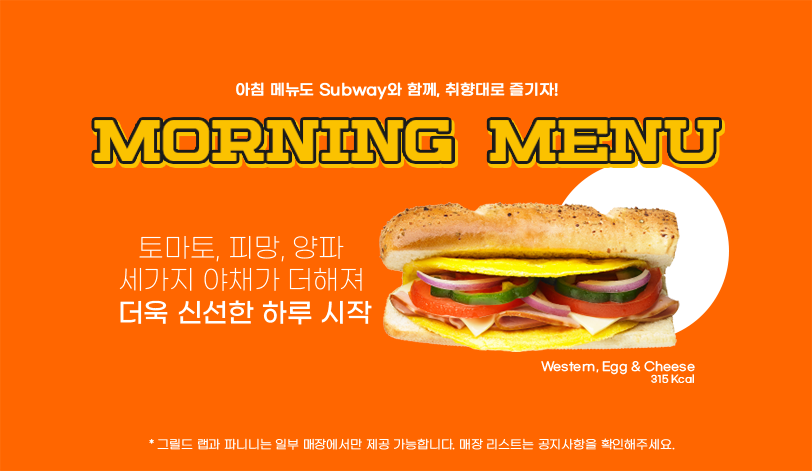 아침 메뉴도 Subway와 함께, 취향대로 즐기자!
MORNING MENU
토마토, 피망, 양파
세가지 야채가 더해져
더욱 신선한 하루 시작
Western, Egg & Cheese
315 Kcal
* 그릴드 랩과 파니니는 일부 매장에서만 제공 가능합니다. 매장 리스트는 공지사항을 확인해주세요.